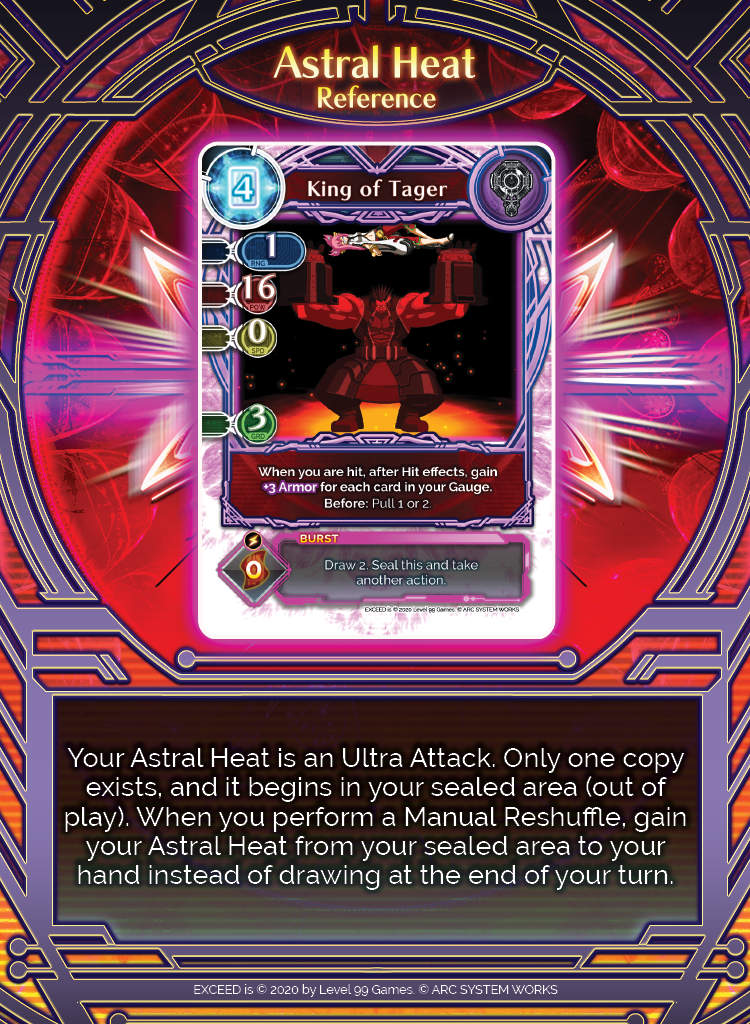 Astral Heat
Reference
4
King of Tager
1
RNG
16
POW
0
SPD
3
GRD
When you are hit, after Hit effects, gain
+3 Armor for each card in your Gauge.
Before: Pull 1 or 2.
BURST
0
Draw 2. Seal this and take
another action.
EXCEED is © 2020 Level 99 Games. © ARC SYSTEM WORKS
Your Astral Heat is an Ultra Attack. Only one copy
exists, and it begins in your sealed area (out of
play). When you perform a Manual Reshuffle, gain
your Astral Heat from your sealed area to your
hand instead of drawing at the end of your turn.
EXCEED is © 2020 by Level 99 Games. © ARC SYSTEM WORKS